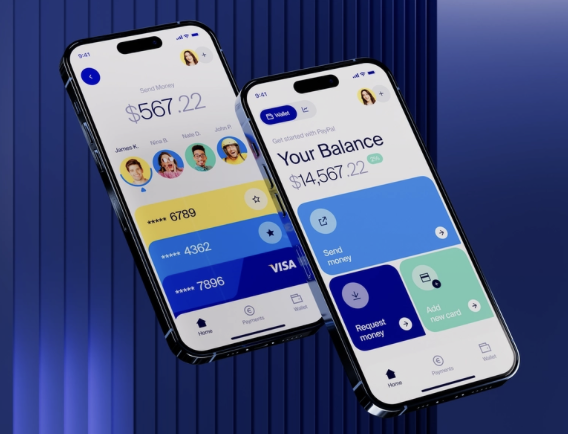 9:41
Send Money
$567.22
James K.
Nina B.
Nate D.
John P.
***** 6789
***** 4362
***** 7896
VISA
Home
Payments
Wallet
9:41
Wallet
Get started with PayPal
Your Balance
$14,567.22
2%
Send
money
Request
money
Add
new card
Home
Payments
Wallet